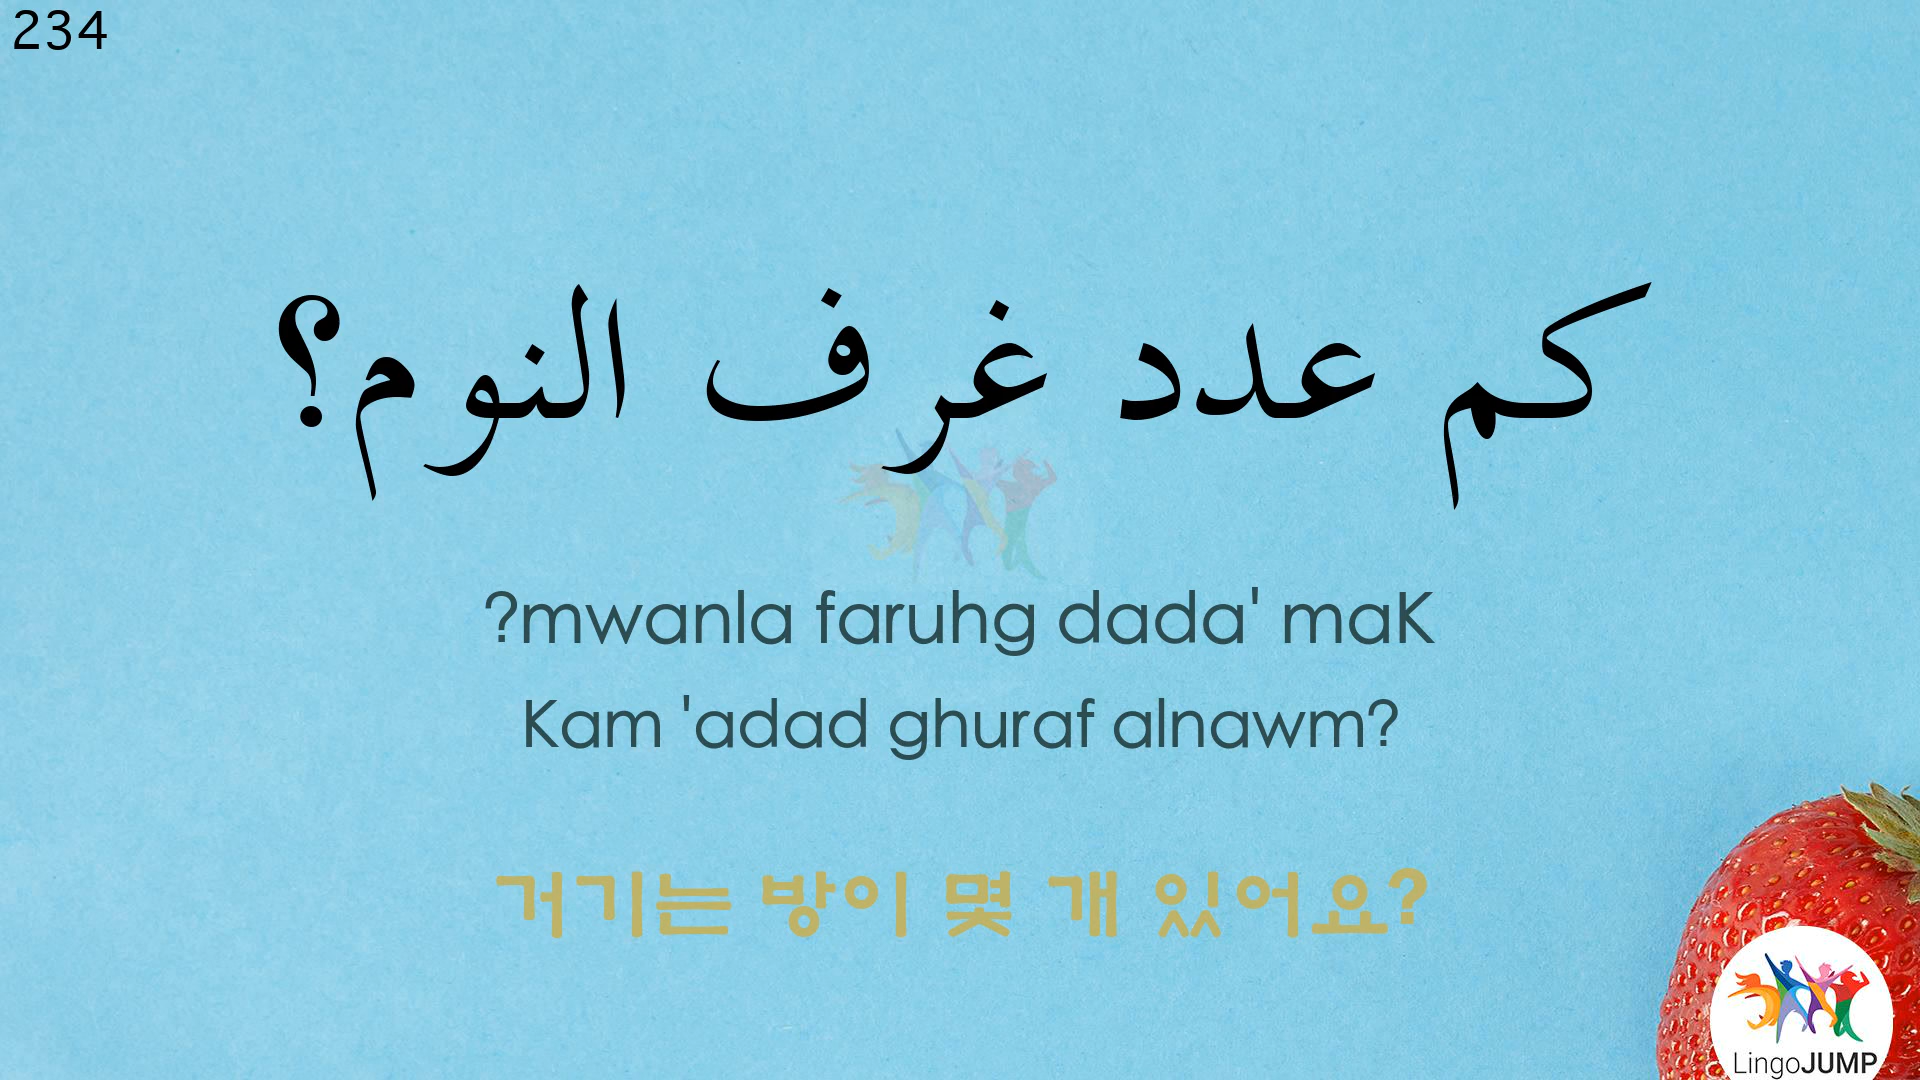 234
كم عدد غرف النوم؟
?mwanla faruhg dada' maK
Kam 'adad ghuraf alnawm?
거기는 방이 몇 개 있어요?
LingoJUMP